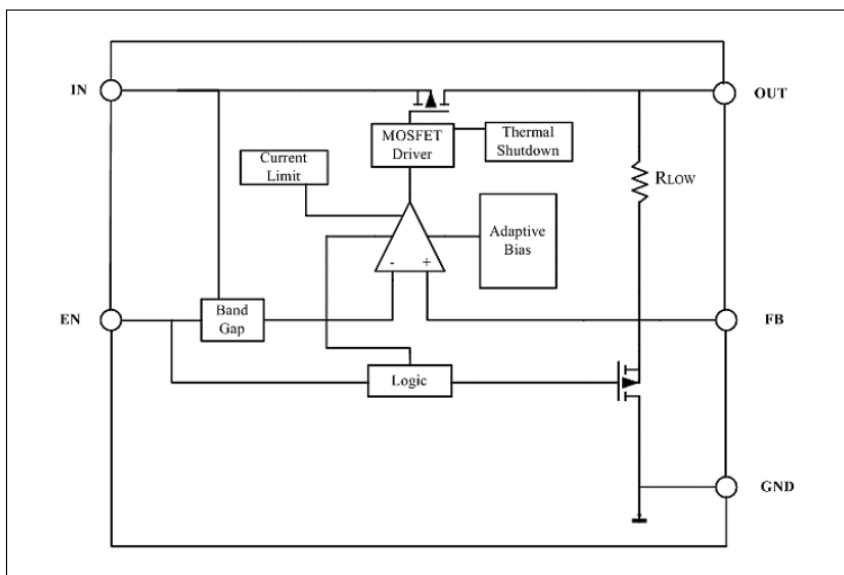 IN
OUT
MOSFET
Driver
Thermal
Shutdown
Current
Limit
RLOW
Adaptive
Bias
- +
EN
Band
Gap
FB
Logic
GND